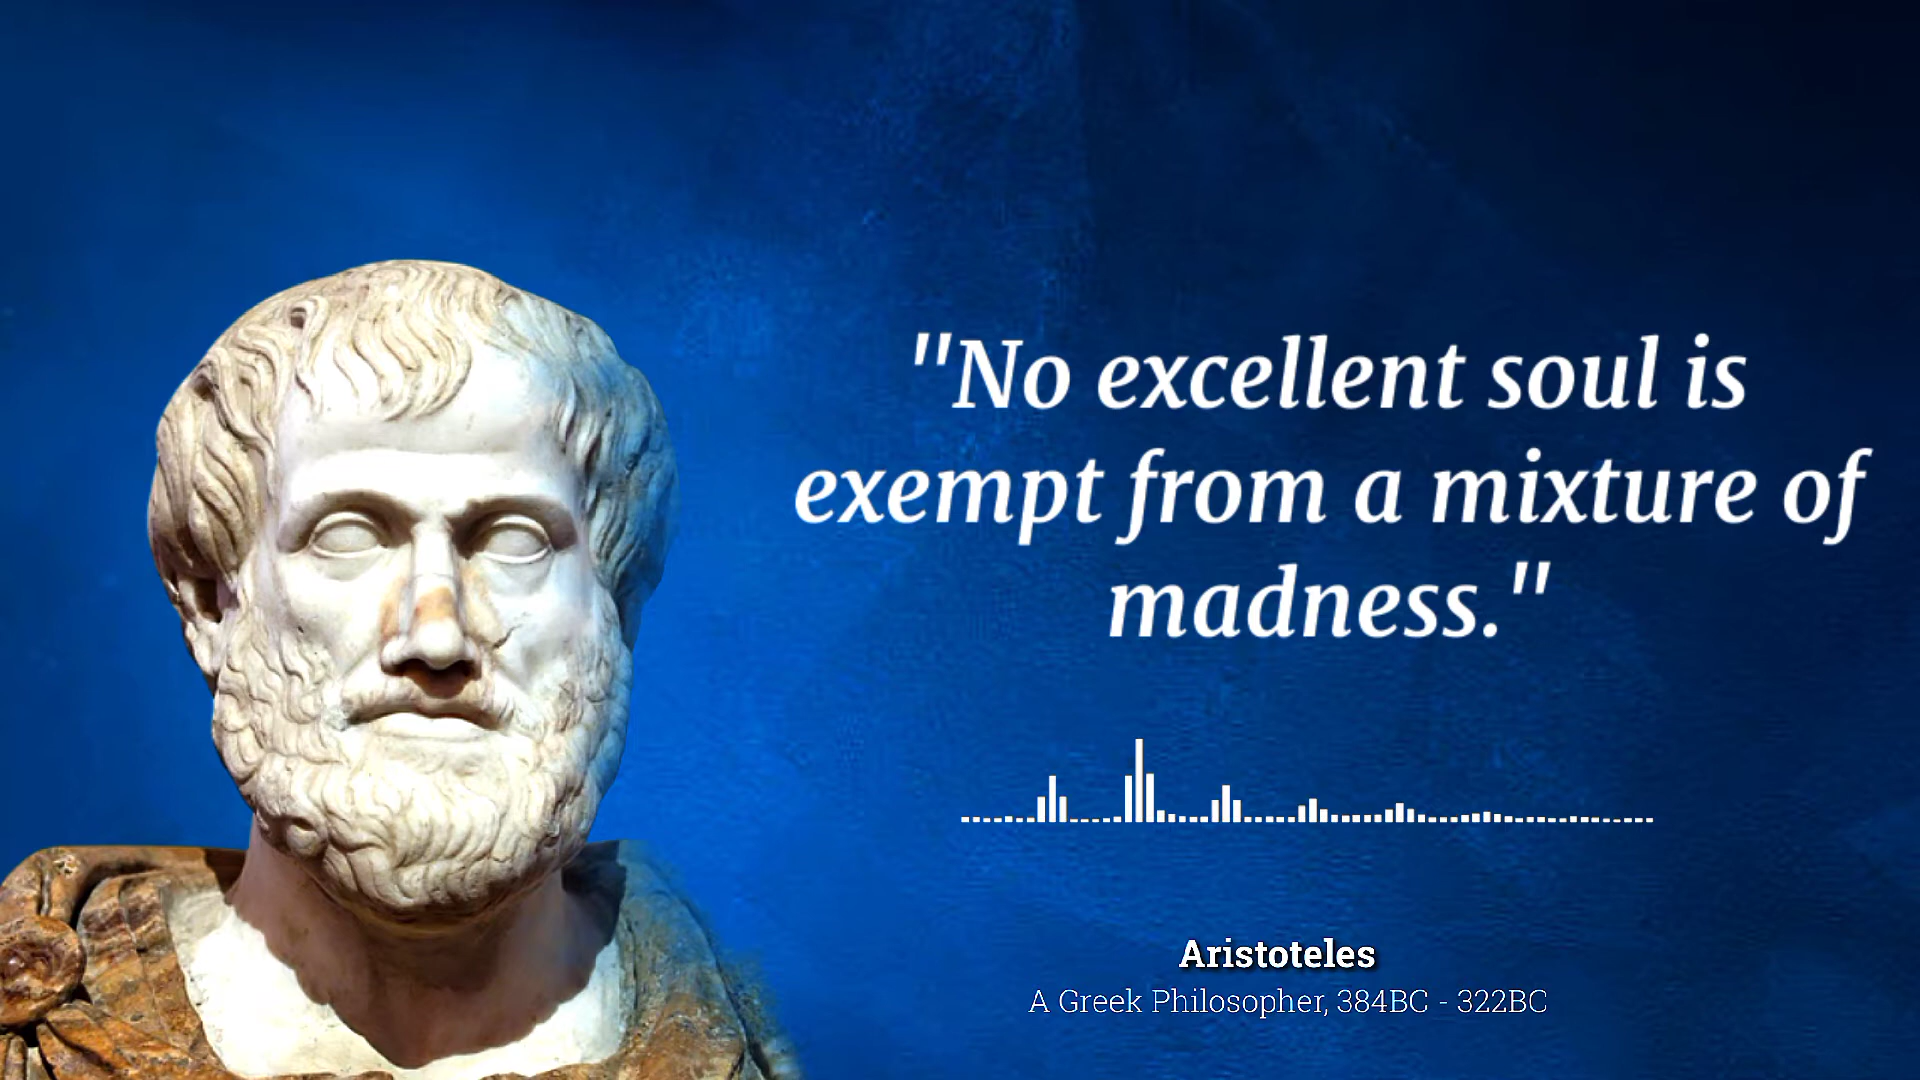 "No excellent soul is
exempt from a mixture of
madness."
Aristoteles
A Greek Philosopher, 384BC - 322BC